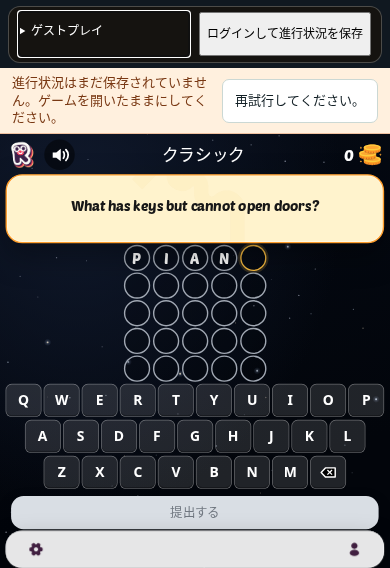 ゲストプレイ
ログインして進行状況を保存
進行状況はまだ保存されていませ
ん。ゲームを開いたままにしてく
ださい。
再試行してください。
クラシック
0
What has keys but cannot open doors?
P I A N
Q W E R T Y U I O P
A S D F G H J K L
Z X C V B N M
提出する